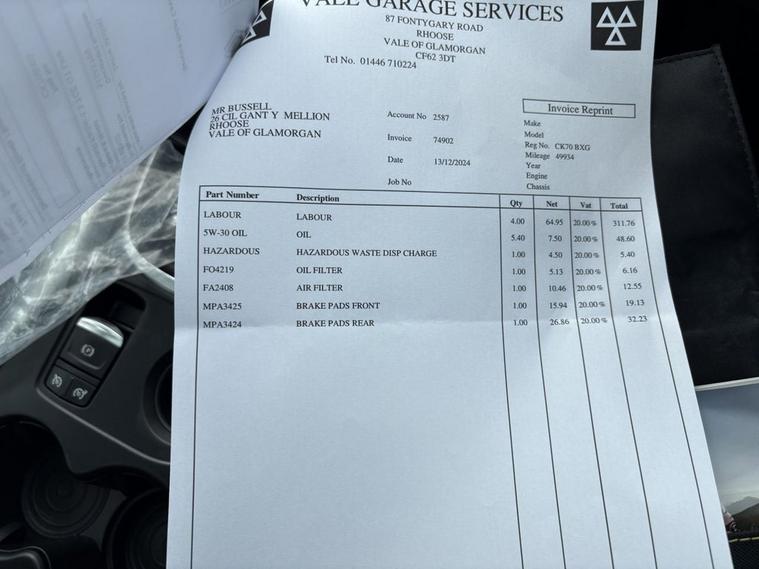 VALE GARAGE SERVICES
87 FONTYGARY ROAD
RHOOSE
VALE OF GLAMORGAN
CF62 3DT
Tel No. 01446 710224
MR BUSSELL
26 CIL GANT Y MELLION
RHOOSE
VALE OF GLAMORGAN
Account No 2587
Invoice 74902
Date 13/12/2024
Job No
Invoice Reprint
Make
Model
Reg No. CK70 BXG
Mileage 49934
Year
Engine
Chassis
Part Number Description Qty Net Vat Total
LABOUR LABOUR 4.00 64.95 20.00% 311.76
5W-30 OIL OIL 5.40 7.50 20.00% 48.60
HAZARDOUS HAZARDOUS WASTE DISP CHARGE 1.00 4.50 20.00% 5.40
FO4219 OIL FILTER 1.00 5.13 20.00% 6.16
FA2408 AIR FILTER 1.00 10.46 20.00% 12.55
MPA3425 BRAKE PADS FRONT 1.00 15.94 20.00% 19.13
MPA3424 BRAKE PADS REAR 1.00 26.86 20.00% 32.23